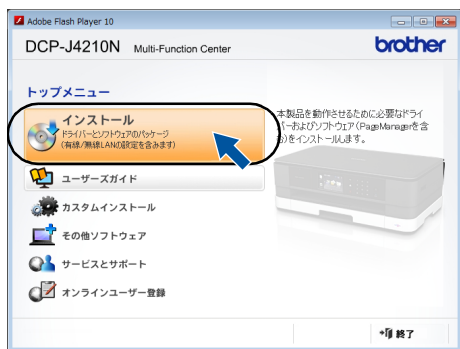 Adobe Flash Player 10
DCP-J4210N Multi-Function Center
brother
トップメニュー
インストール
ドライバーとソフトウェアのパッケージ
(有線/無線LANの設定を含みます)
本製品を動作させるために必要なドライ
バーおよびソフトウェア(PageManagerを含
む)をインストールします。
ユーザーズガイド
カスタムインストール
その他ソフトウェア
サービスとサポート
オンラインユーザー登録
終了